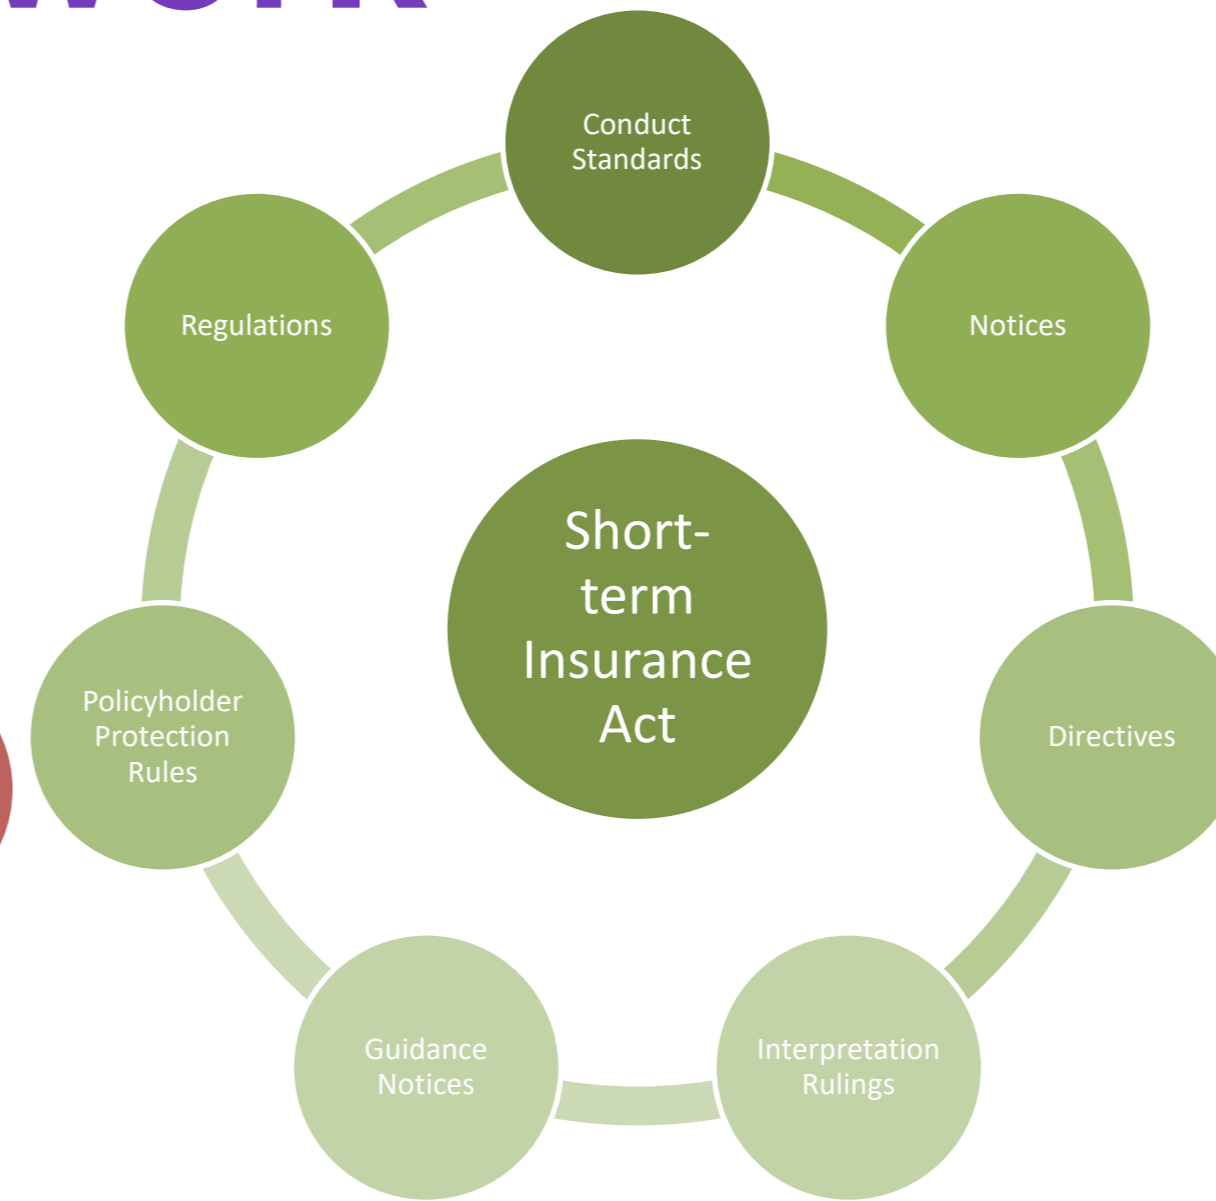 Conduct
Standards
Regulations
Notices
Short-
term
Insurance
Act
Policyholder
Protection
Rules
Directives
Guidance
Notices
Interpretation
Rulings